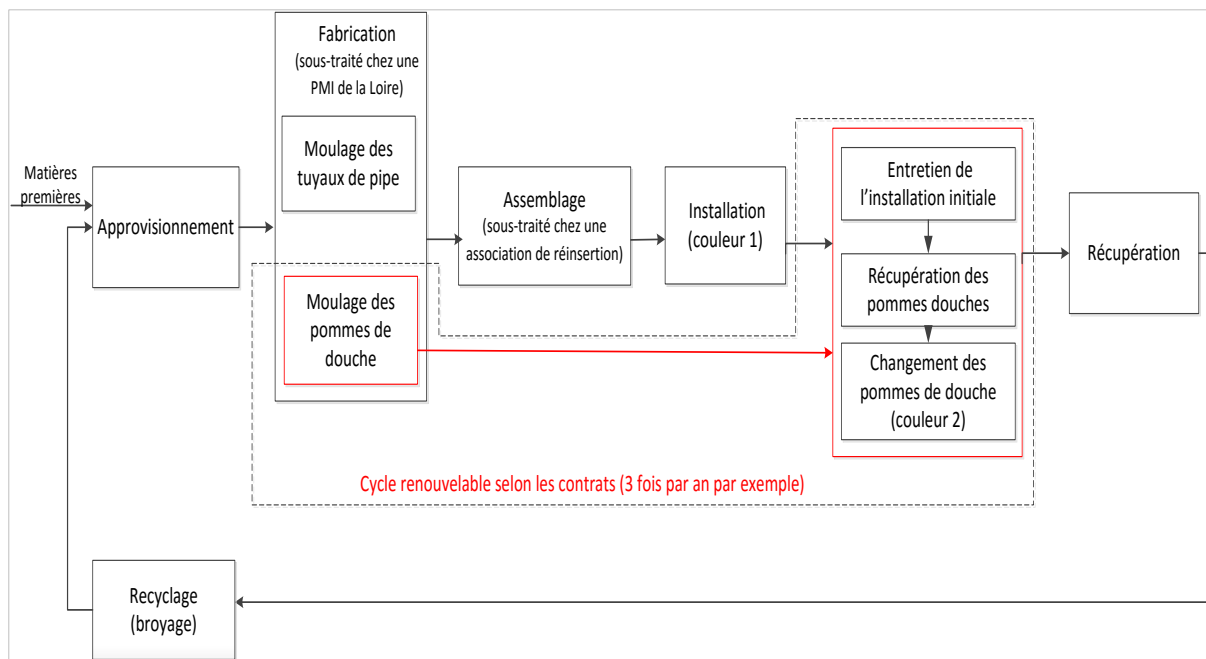 Fabrication
(sous-traité chez une
PMI de la Loire)
Moulage des
tuyaux de pipe
Matières
premières
Approvisionnement
Assemblage
(sous-traité chez une
association de réinsertion)
Installation
(couleur 1)
Entretien de
l'installation initiale
Récupération des
pommes douches
Changement des
pommes de douche
(couleur 2)
Récupération
Moulage des
pommes de
douche
Cycle renouvelable selon les contrats (3 fois par an par exemple)
Recyclage
(broyage)